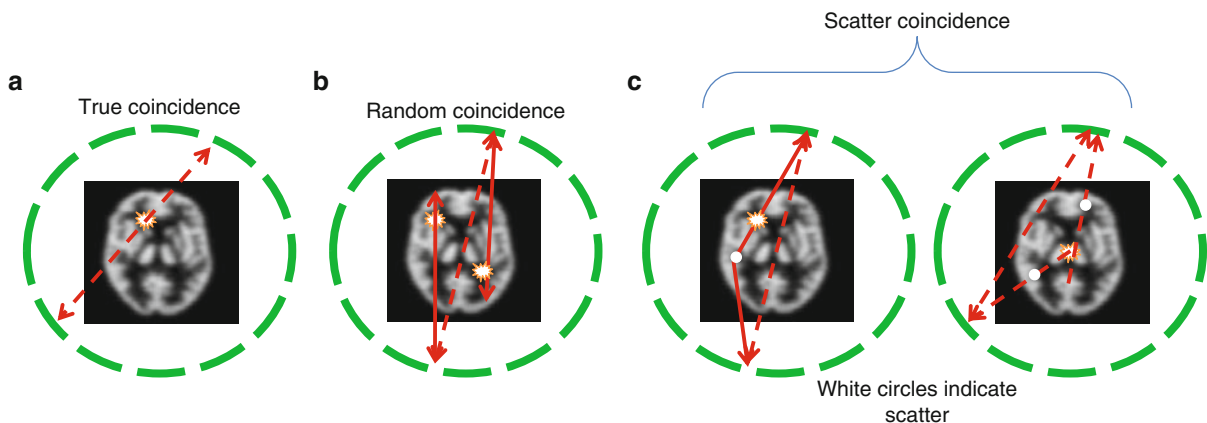 Scatter coincidence
a
True coincidence
b
Random coincidence
c
White circles indicate
scatter